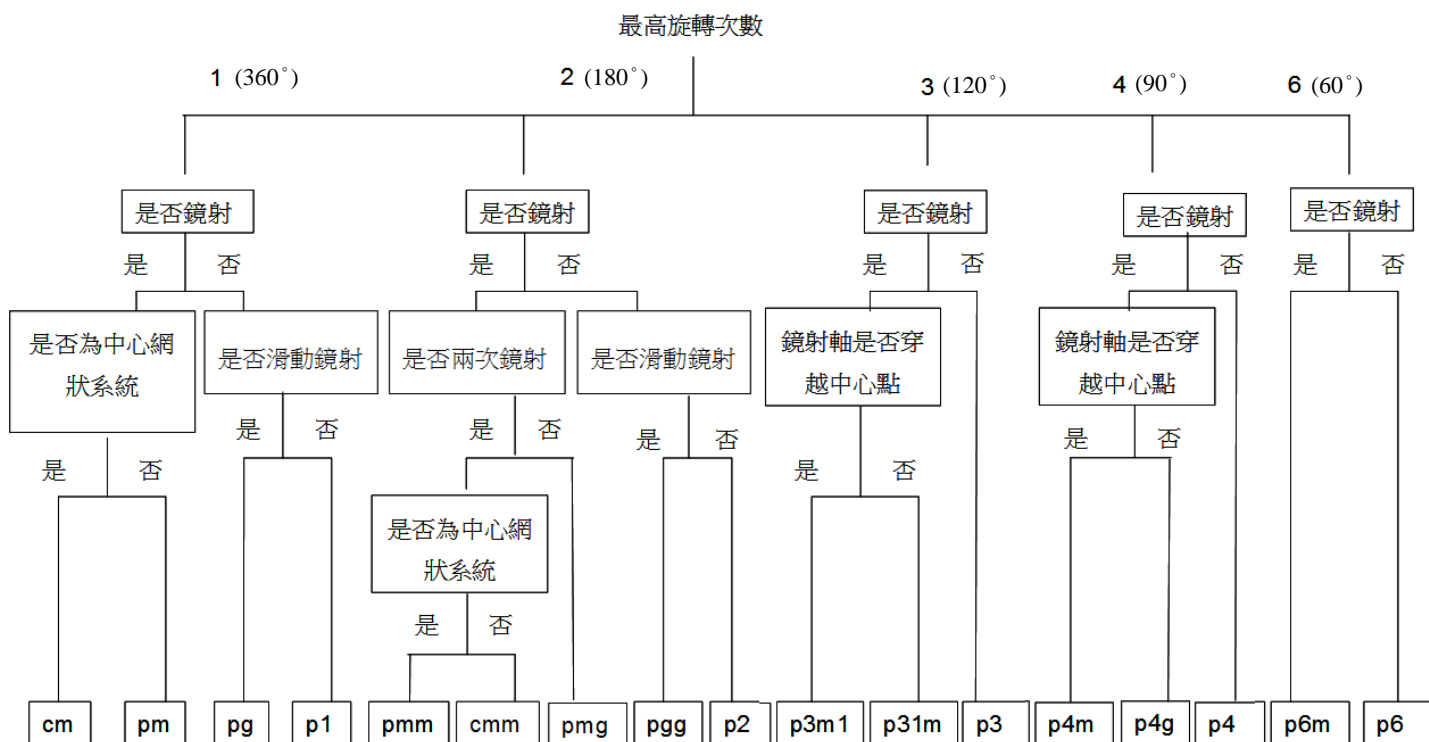 最高旋轉次數
1 (360°)
2 (180°)
3 (120°)
4 (90°)
6 (60°)
是否鏡射
是否鏡射
是否鏡射
是否鏡射
是否鏡射
是 否
是 否
是 否
是 否
是 否
是否為中心網
狀系統
是否滑動鏡射
是否兩次鏡射
是否滑動鏡射
鏡射軸是否穿
越中心點
鏡射軸是否穿
越中心點
是 否
是 否
是 否
是 否
是 否
是 否
是否為中心網
狀系統
是 否
cm
pm
pg
p1
pmm
cmm
pmg
pgg
p2
p3m1
p31m
p3
p4m
p4g
p4
p6m
p6